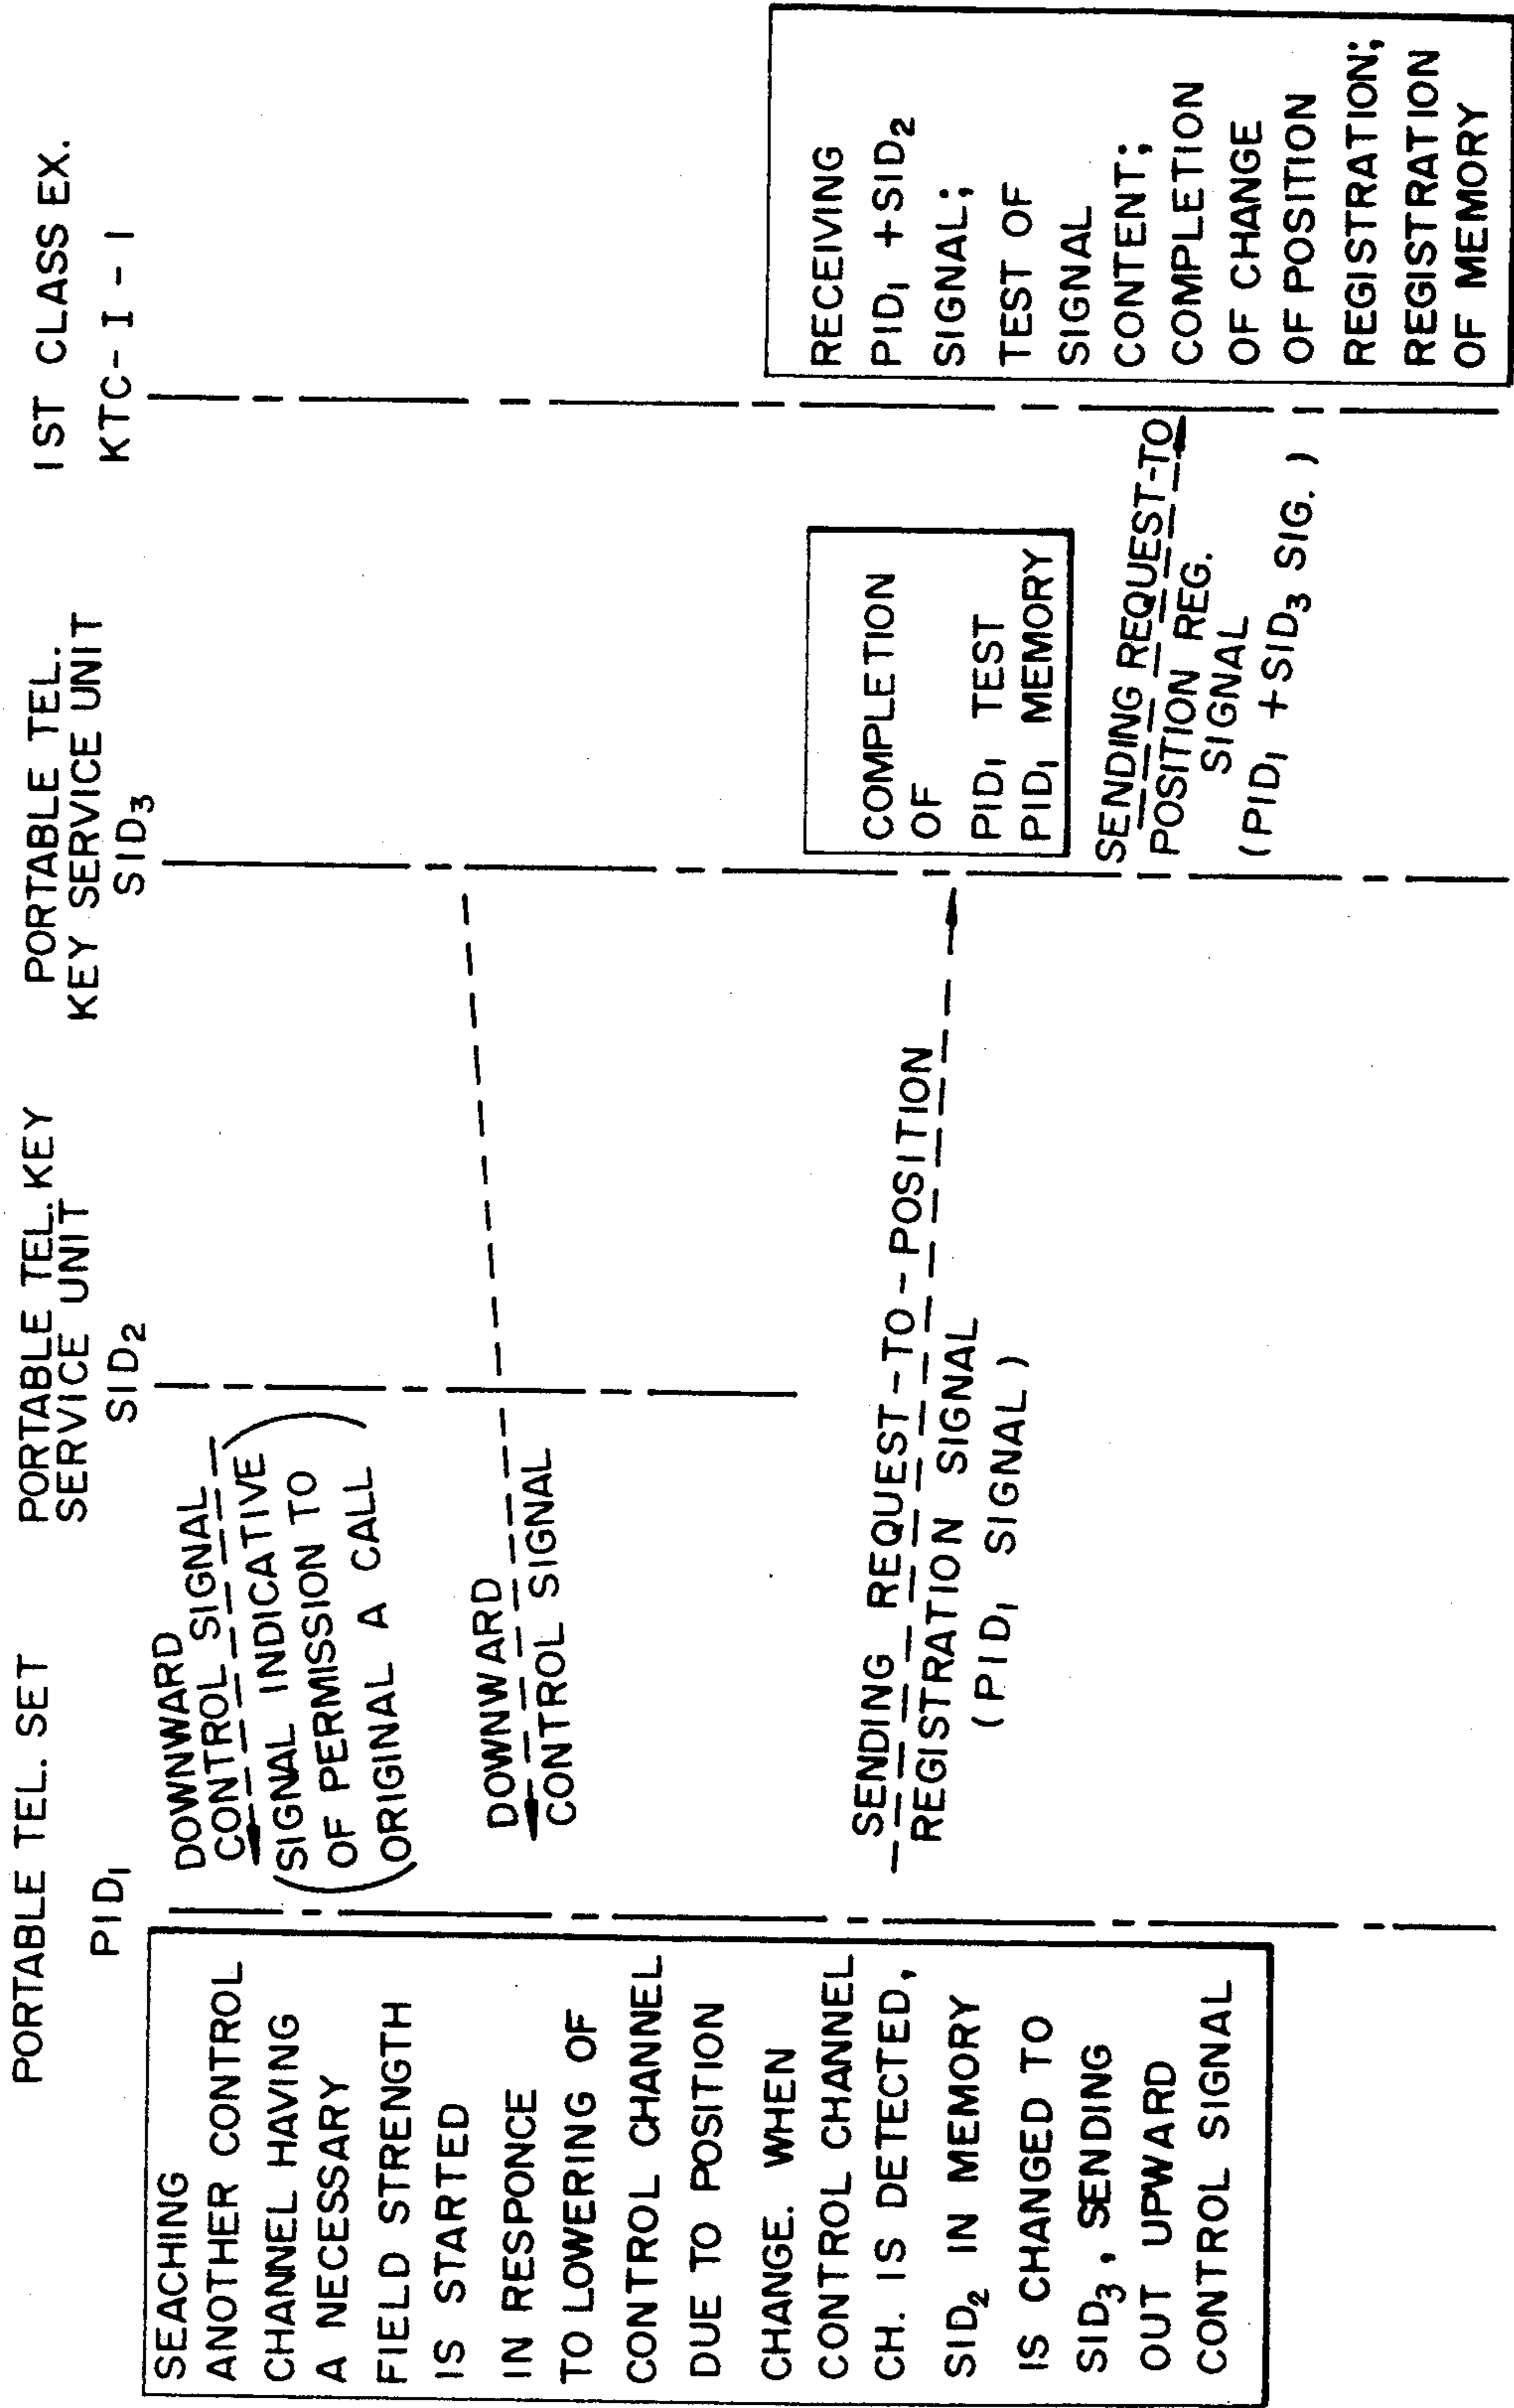 PORTABLE TEL. SET
PID₁
PORTABLE TEL. KEY
SERVICE UNIT
SID₂
PORTABLE TEL.
KEY SERVICE UNIT
SID₃
1ST CLASS EX.
KTC-I-1
SEACHING
ANOTHER CONTROL
CHANNEL HAVING
A NECESSARY
FIELD STRENGTH
IS STARTED
IN RESPONCE
TO LOWERING OF
CONTROL CHANNEL
DUE TO POSITION
CHANGE. WHEN
CONTROL CHANNEL
CH. IS DETECTED,
SID₂ IN MEMORY
IS CHANGED TO
SID₃, SENDING
OUT UPWARD
CONTROL SIGNAL
DOWNWARD
CONTROL SIGNAL
(SIGNAL INDICATIVE
OF PERMISSION TO
ORIGINAL A CALL)
DOWNWARD
CONTROL SIGNAL
SENDING REQUEST-TO-POSITION
REGISTRATION SIGNAL
(PID₁ SIGNAL)
COMPLETION
OF
PID₁ TEST
PID₁ MEMORY
SENDING REQUEST-TO
POSITION REG.
SIGNAL
(PID₁ +SID₃ SIG.)
RECEIVING
PID₁ +SID₂
SIGNAL;
TEST OF
SIGNAL
CONTENT;
COMPLETION
OF CHANGE
OF POSITION
REGISTRATION;
REGISTRATION
OF MEMORY